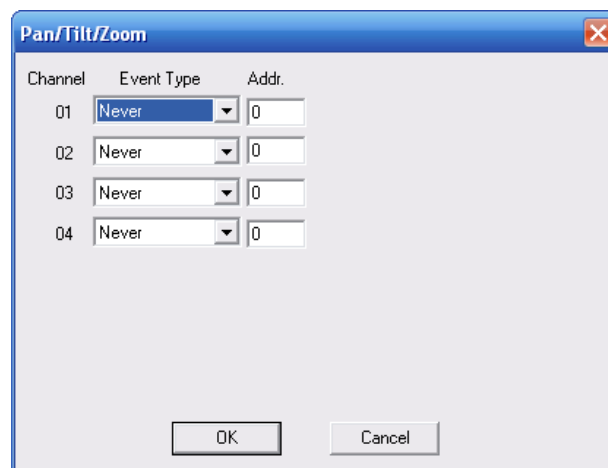 Pan/Tilt/Zoom
Channel Event Type Addr.
01 Never 0
02 Never 0
03 Never 0
04 Never 0
OK Cancel